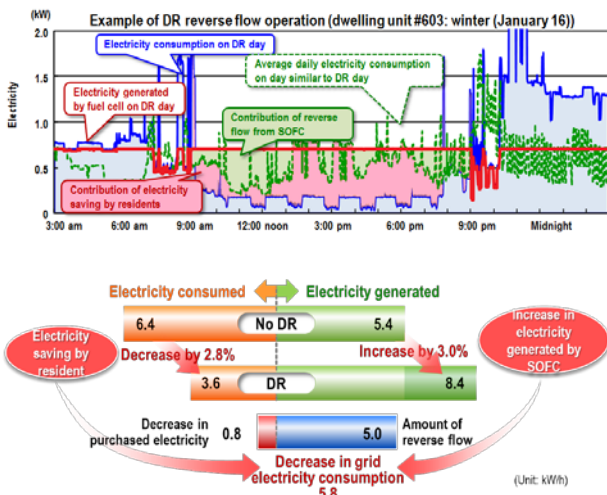 Example of DR reverse flow operation (dwelling unit #603: winter (January 16))
(kW)
2.0
1.5
1.0
0.5
0
Electricity
Electricity consumption on DR day
Average daily electricity consumption
on day similar to DR day
Electricity generated
by fuel cell on DR day
Contribution of reverse
flow from SOFC
Contribution of electricity
saving by residents
3:00 am 6:00 am 9:00 am 12:00 noon 3:00 pm 6:00 pm 9:00 pm Midnight
Electricity consumed Electricity generated
6.4 No DR 5.4
Electricity
saving by
resident
Decrease by 2.8% Increase by 3.0%
Increase in
electricity
generated by
SOFC
3.6 DR 8.4
Decrease in
purchased electricity
0.8 5.0
Amount of
reverse flow
Decrease in grid
electricity consumption
5.8
(Unit: kW/h)